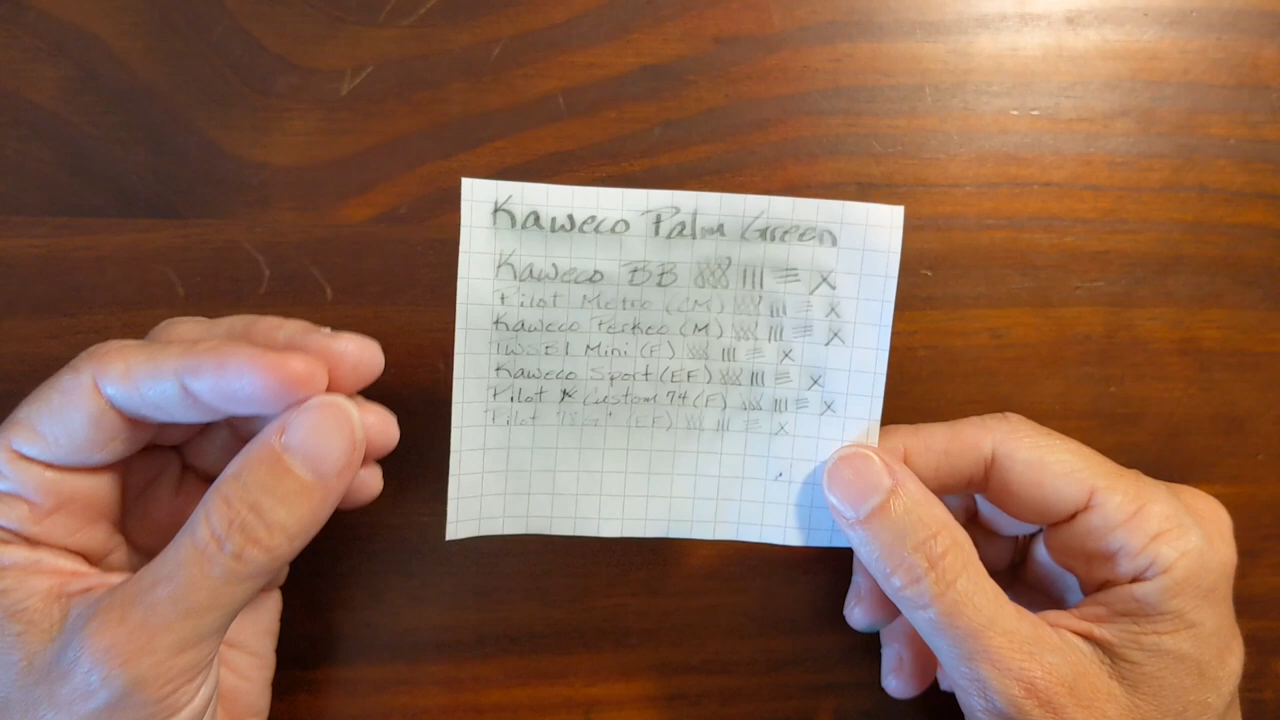 Kaweco Palm Green
Kaweco BB X
Pilot Metro (CM) X
Kaweco Perkeo (M) X
TWSBI Mini (F) X
Kaweco Sport (EF) X
Pilot Custom 74 (F) X
Pilot (EF) X